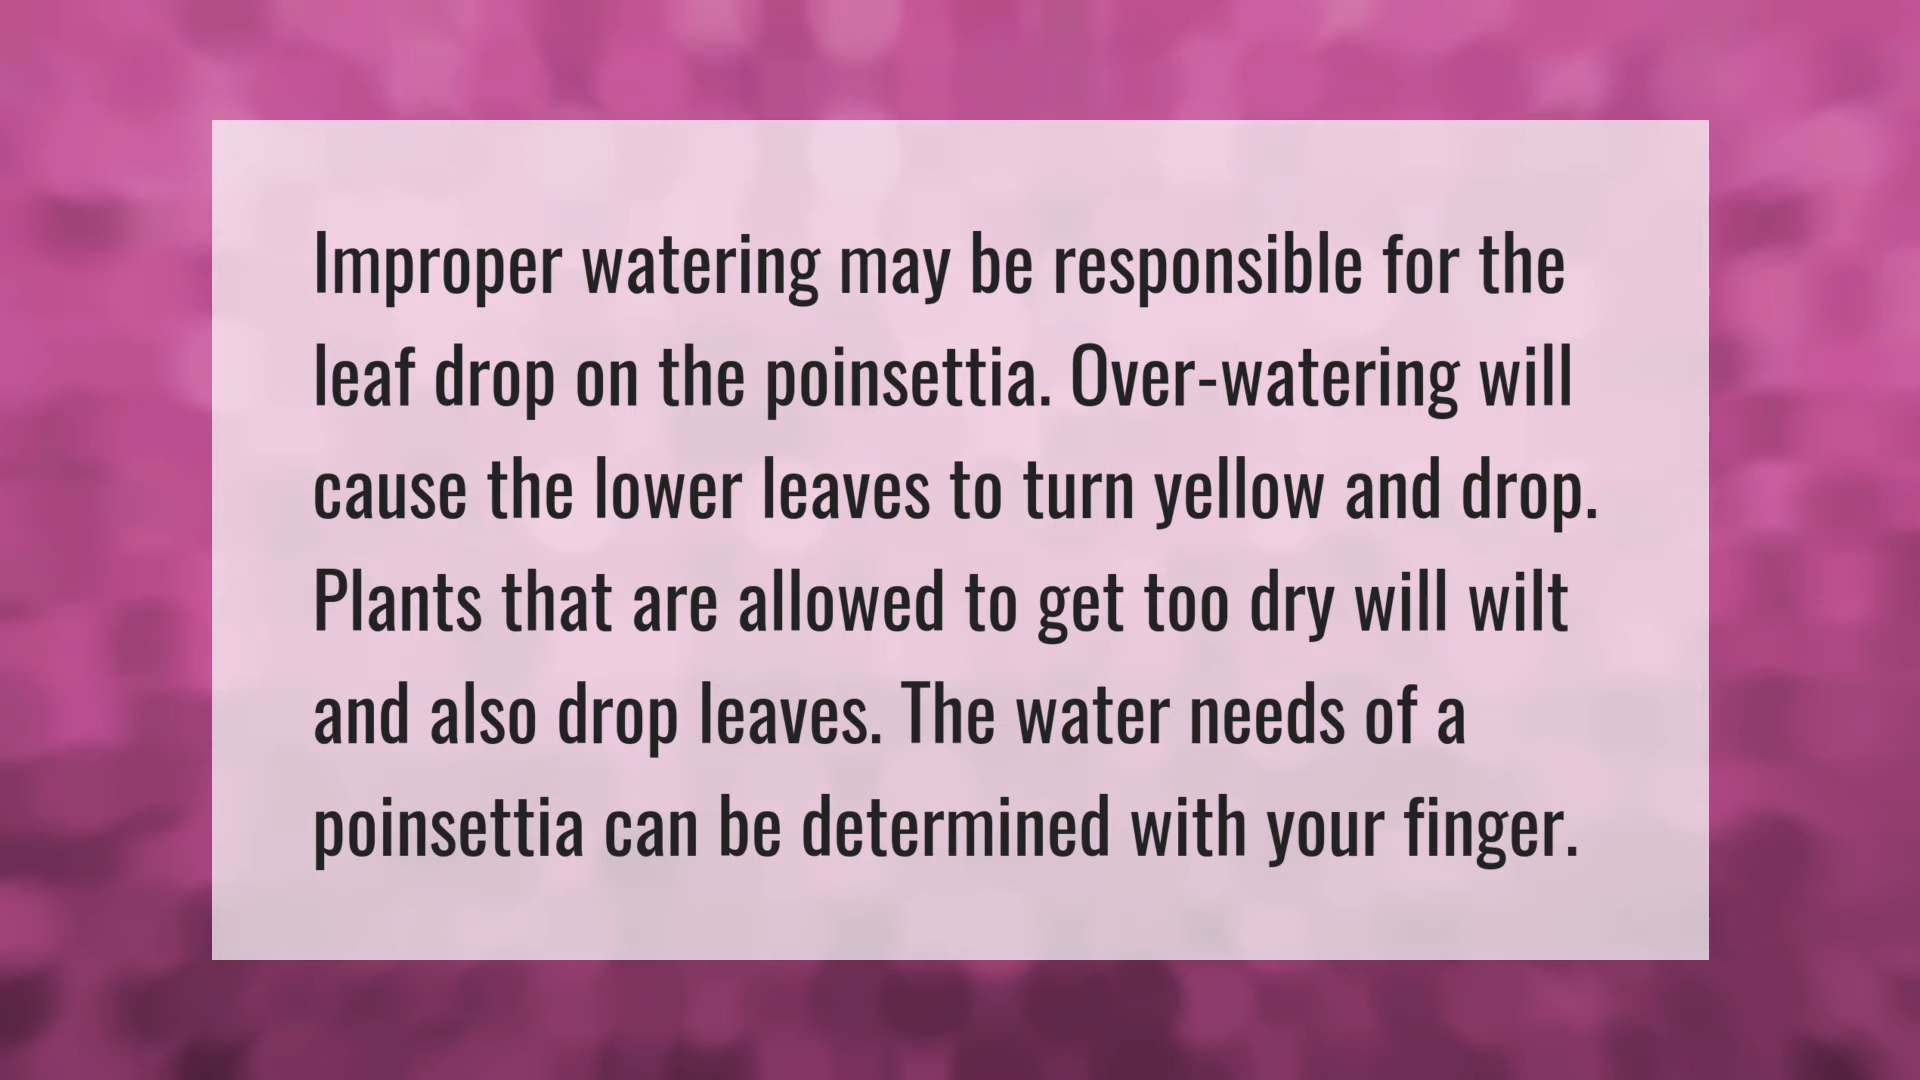 Improper watering may be responsible for the
leaf drop on the poinsettia. Over-watering will
cause the lower leaves to turn yellow and drop.
Plants that are allowed to get too dry will wilt
and also drop leaves. The water needs of a
poinsettia can be determined with your finger.